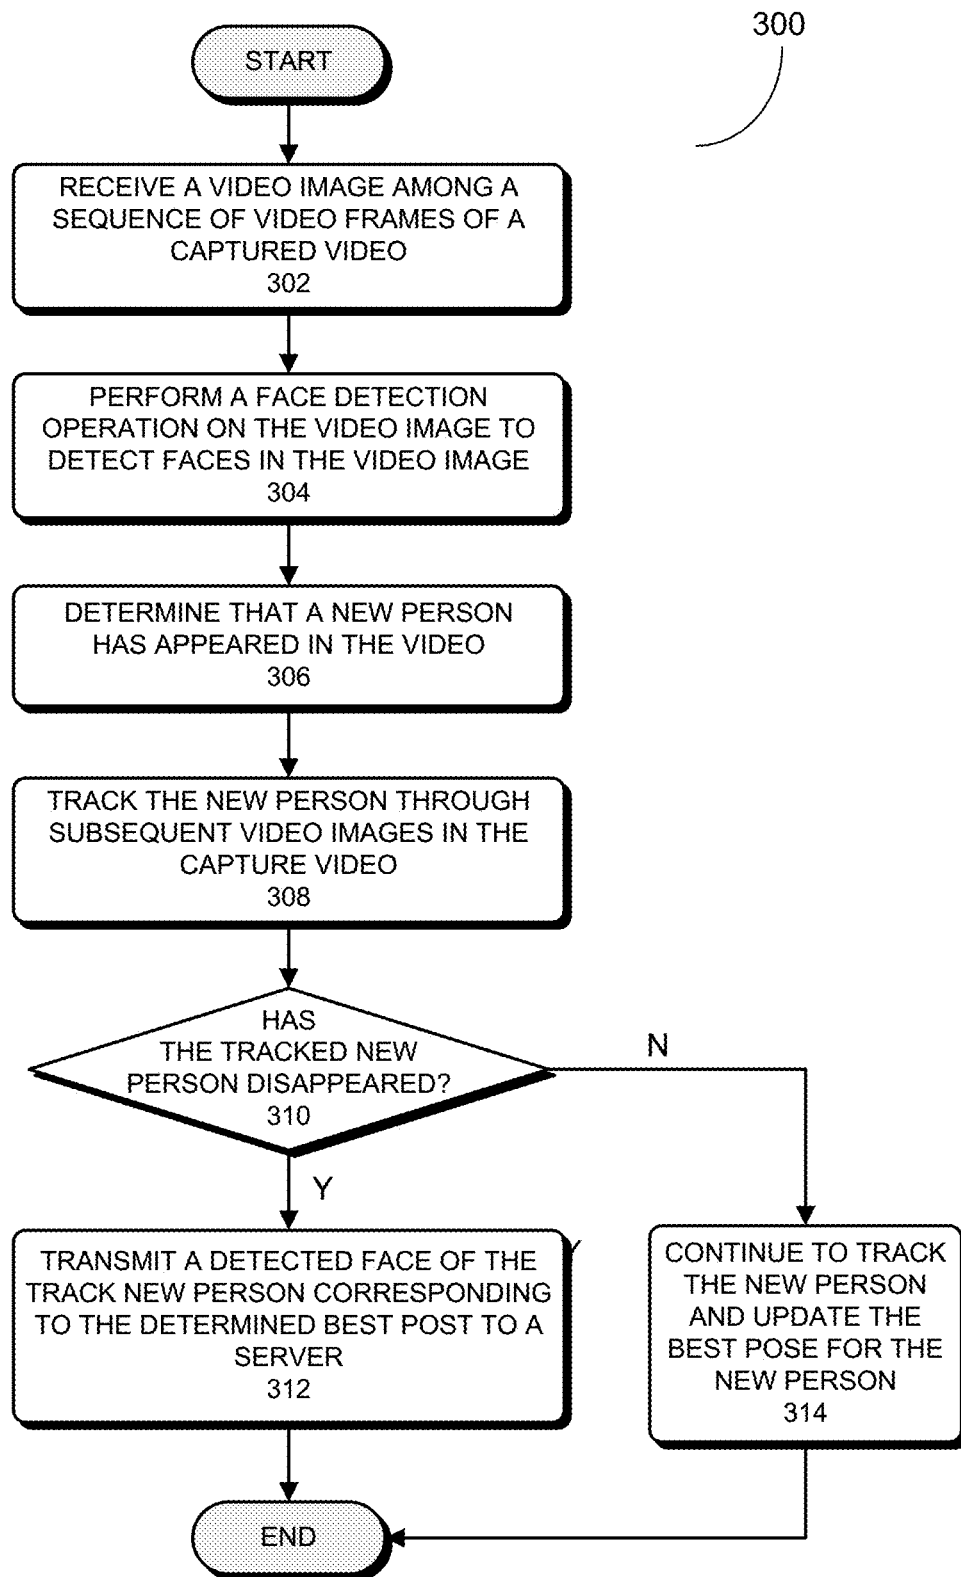 300
START
RECEIVE A VIDEO IMAGE AMONG A
SEQUENCE OF VIDEO FRAMES OF A
CAPTURED VIDEO
302
PERFORM A FACE DETECTION
OPERATION ON THE VIDEO IMAGE TO
DETECT FACES IN THE VIDEO IMAGE
304
DETERMINE THAT A NEW PERSON
HAS APPEARED IN THE VIDEO
306
TRACK THE NEW PERSON THROUGH
SUBSEQUENT VIDEO IMAGES IN THE
CAPTURE VIDEO
308
HAS
THE TRACKED NEW
PERSON DISAPPEARED?
310
N
Y
TRANSMIT A DETECTED FACE OF THE
TRACK NEW PERSON CORRESPONDING
TO THE DETERMINED BEST POST TO A
SERVER
312
Y
CONTINUE TO TRACK
THE NEW PERSON
AND UPDATE THE
BEST POSE FOR THE
NEW PERSON
314
END